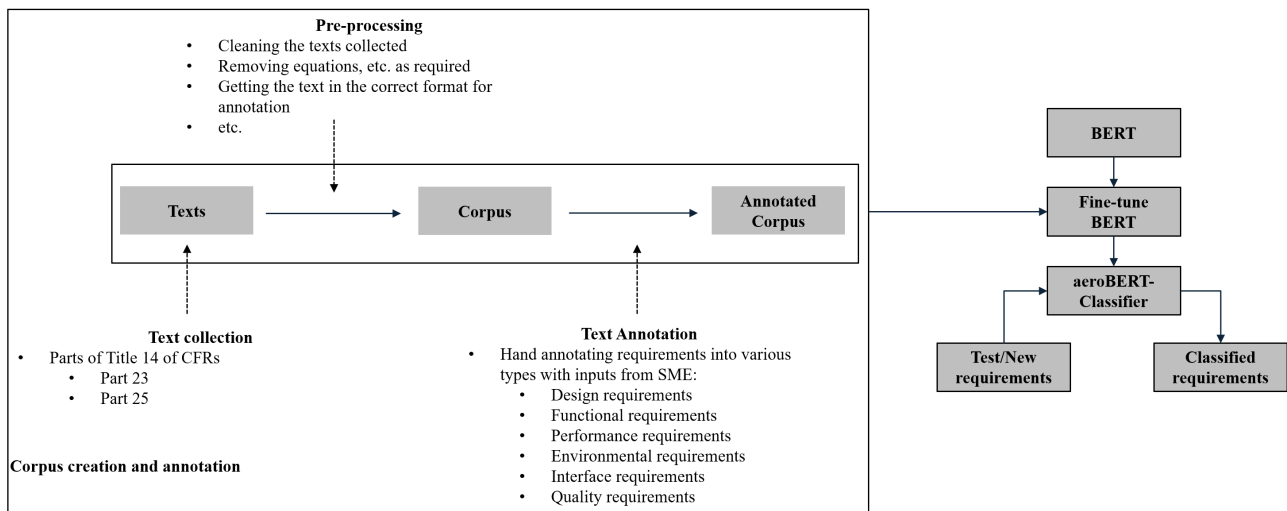 Pre-processing
• Cleaning the texts collected
• Removing equations, etc. as required
• Getting the text in the correct format for
annotation
• etc.
Texts
Corpus
Annotated
Corpus
Text collection
• Parts of Title 14 of CFRs
• Part 23
• Part 25
Text Annotation
• Hand annotating requirements into various
types with inputs from SME:
• Design requirements
• Functional requirements
• Performance requirements
• Environmental requirements
• Interface requirements
• Quality requirements
Corpus creation and annotation
BERT
Fine-tune
BERT
aeroBERT-
Classifier
Test/New
requirements
Classified
requirements